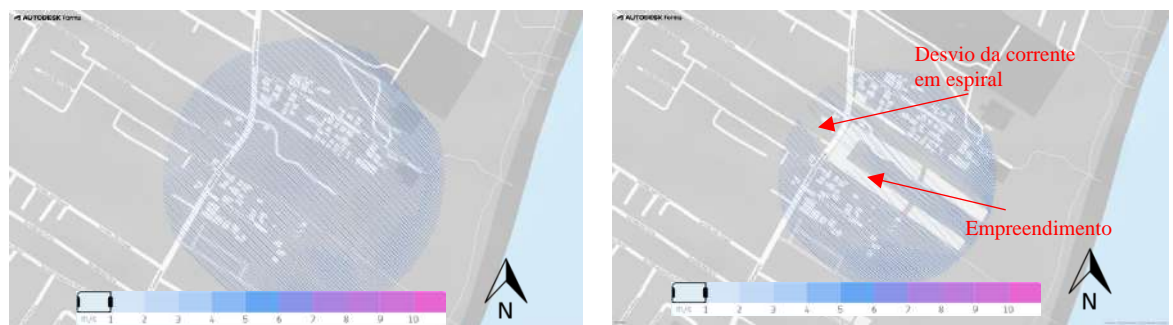 AUTODESK Forma
m/s 1 2 3 4 5 6 7 8 9 10
N
AUTODESK Forma
Desvio da corrente
em espiral
Empreendimento
m/s 1 2 3 4 5 6 7 8 9 10
N